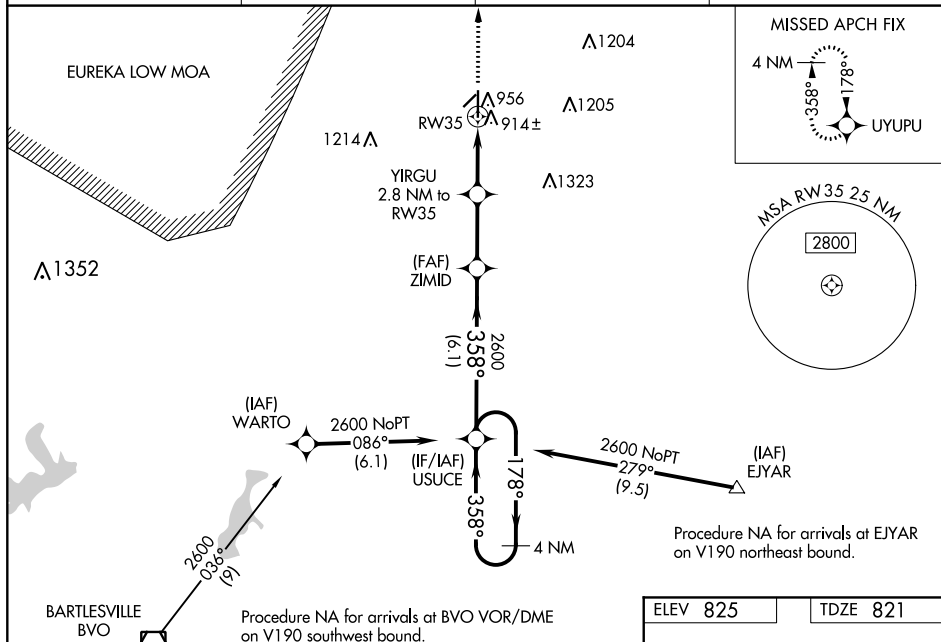 EUREKA LOW MOA
1204
MISSED APCH FIX
4 NM
358°
178°
UYUPU
956
1205
RW35
914±
1214
YIRGU
2.8 NM to
RW35
1323
MSA RW35 25 NM
2800
1352
(FAF)
ZIMID
2600
358°
(6.1)
(IAF)
WARTO
2600 NoPT
086°
(6.1)
(IF/IAF)
USUCE
178°
358°
4 NM
2600 NoPT
279°
(9.5)
(IAF)
EJYAR
Procedure NA for arrivals at EJYAR
on V190 northeast bound.
2600
036°
(9)
BARTLESVILLE
BVO
Procedure NA for arrivals at BVO VOR/DME
on V190 southwest bound.
ELEV 825
TDZE 821